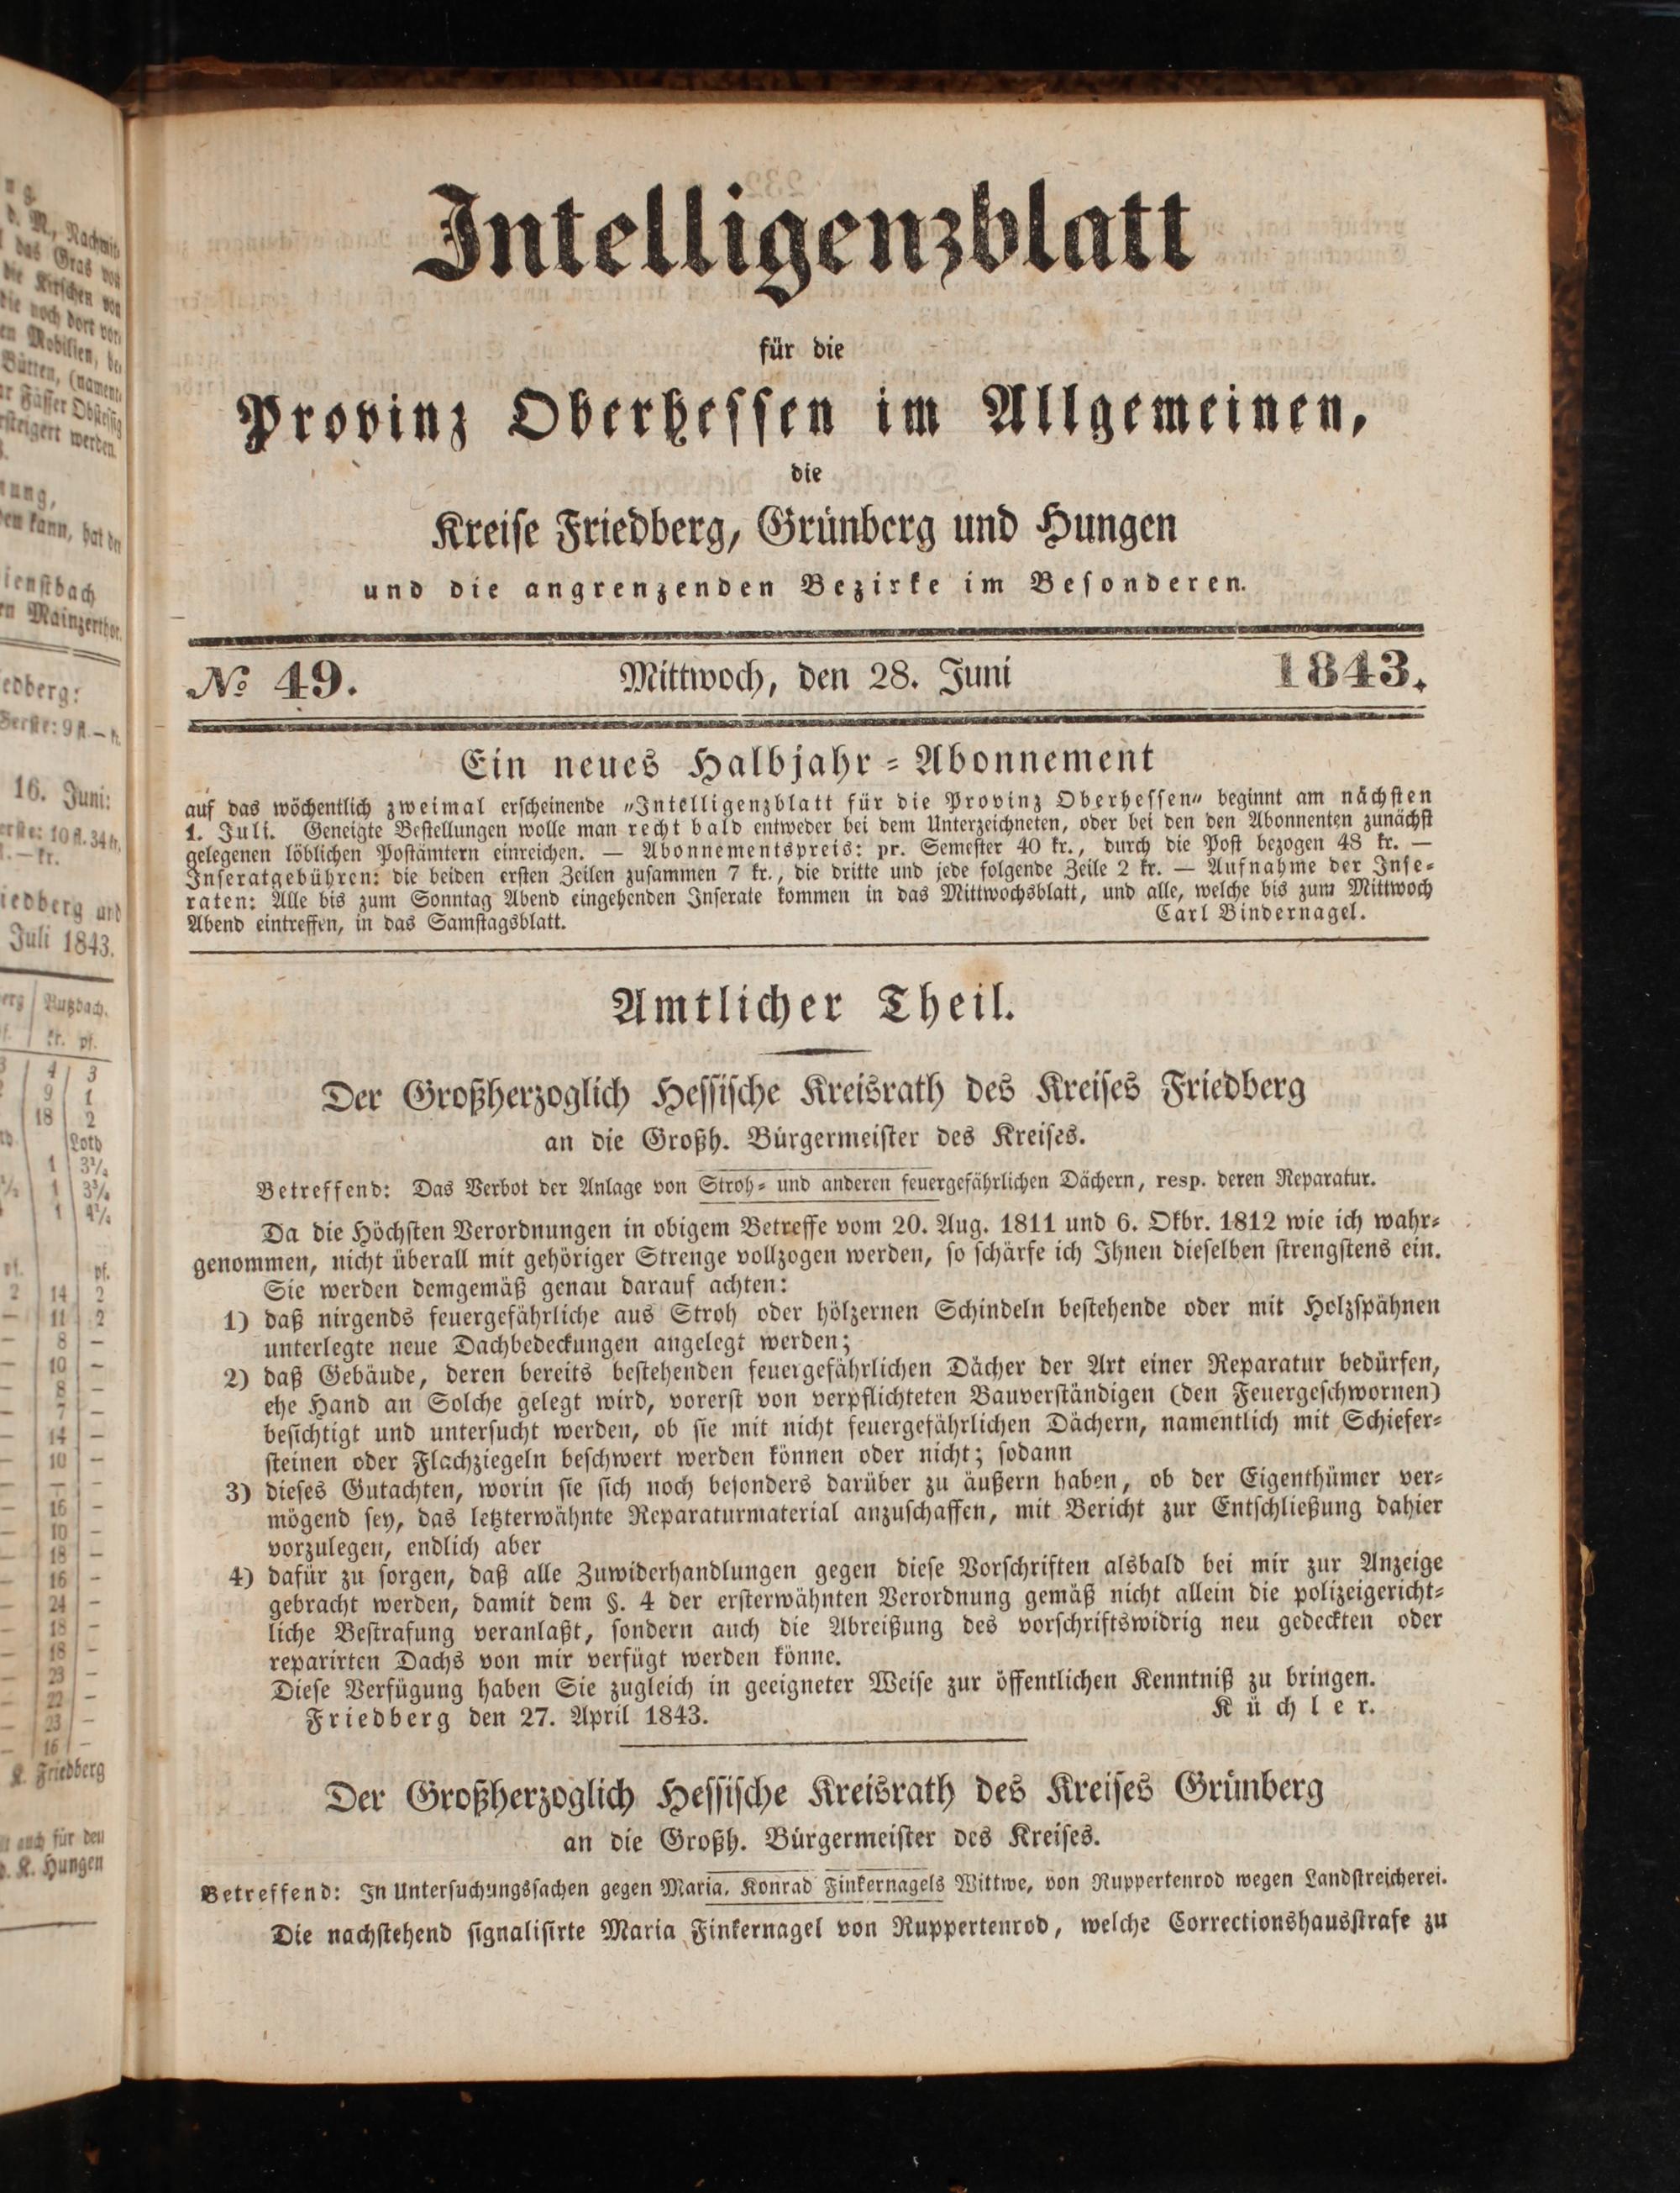 Intelligenzblatt
für die
Provinz Oberhessen im Allgemeinen,
die
Kreise Friedberg, Grünberg und Hungen
und die angrenzenden Bezirke im Besonderen.
№ 49. Mittwoch, den 28. Juni 1843.
Ein neues Halbjahr-Abonnement
auf das wöchentlich zweimal erscheinende „Intelligenzblatt für die Provinz Oberhessen“ beginnt am nächsten
1. Juli. Geneigte Bestellungen wolle man recht bald entweder bei dem Unterzeichneten, oder bei den den Abonnenten zunächst
gelegenen löblichen Postämtern einreichen. — Abonnementspreis: pr. Semester 40 kr., durch die Post bezogen 48 kr. —
Inseratgebühren: die beiden ersten Zeilen zusammen 7 kr., die dritte und jede folgende Zeile 2 kr. — Aufnahme der Inse-
raten: Alle bis zum Sonntag Abend eingehenden Inserate kommen in das Mittwochsblatt, und alle, welche bis zum Mittwoch
Abend eintreffen, in das Samstagsblatt. Carl Bindernagel.
Amtlicher Theil.
Der Großherzoglich Hessische Kreisrath des Kreises Friedberg
an die Großh. Bürgermeister des Kreises.
Betreffend: Das Verbot der Anlage von Stroh- und anderen feuergefährlichen Dächern, resp. deren Reparatur.
Da die Höchsten Verordnungen in obigem Betreffe vom 20. Aug. 1811 und 6. Okbr. 1812 wie ich wahr-
genommen, nicht überall mit gehöriger Strenge vollzogen werden, so schärfe ich Ihnen dieselben strengstens ein.
Sie werden demgemäß genau darauf achten:
1) daß nirgends feuergefährliche aus Stroh oder hölzernen Schindeln bestehende oder mit Holzspähnen
unterlegte neue Dachbedeckungen angelegt werden;
2) daß Gebäude, deren bereits bestehenden feuergefährlichen Dächer der Art einer Reparatur bedürfen,
ehe Hand an Solche gelegt wird, vorerst von verpflichteten Bauverständigen (den Feuergeschwornen)
besichtigt und untersucht werden, ob sie mit nicht feuergefährlichen Dächern, namentlich mit Schiefer-
steinen oder Flachziegeln beschwert werden können oder nicht; sodann
3) dieses Gutachten, worin sie sich noch besonders darüber zu äußern haben, ob der Eigenthümer ver-
mögend sey, das letzterwähnte Reparaturmaterial anzuschaffen, mit Bericht zur Entschließung dahier
vorzulegen, endlich aber
4) dafür zu sorgen, daß alle Zuwiderhandlungen gegen diese Vorschriften alsbald bei mir zur Anzeige
gebracht werden, damit dem §. 4 der ersterwähnten Verordnung gemäß nicht allein die polizeigericht-
liche Bestrafung veranlaßt, sondern auch die Abreißung des vorschriftswidrig neu gedeckten oder
reparirten Dachs von mir verfügt werden könne.
Diese Verfügung haben Sie zugleich in geeigneter Weise zur öffentlichen Kenntniß zu bringen.
Friedberg den 27. April 1843. Küchler.
Der Großherzoglich Hessische Kreisrath des Kreises Grünberg
an die Großh. Bürgermeister des Kreises.
Betreffend: In Untersuchungssachen gegen Maria, Konrad Finkernagels Wittwe, von Ruppertenrod wegen Landstreicherei.
Die nachstehend signalisirte Maria Finkernagel von Ruppertenrod, welche Correctionshausstrafe zu